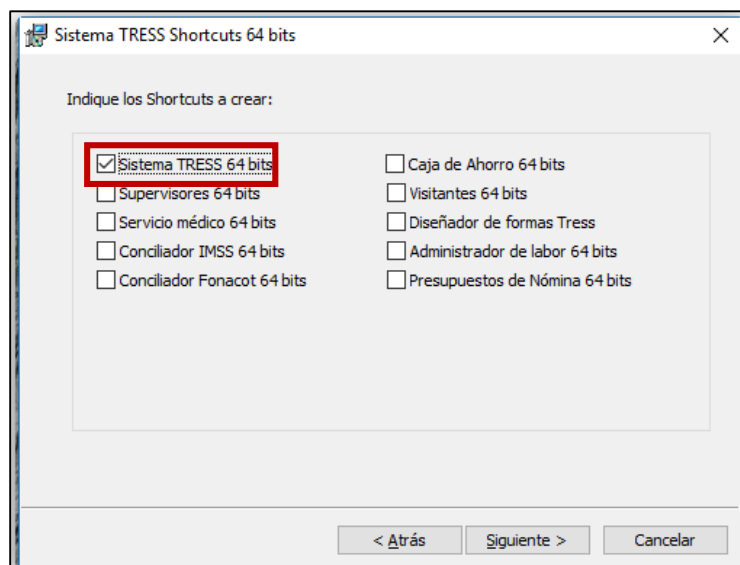 Sistema TRESS Shortcuts 64 bits
Indique los Shortcuts a crear:
Sistema TRESS 64 bits
Supervisores 64 bits
Servicio médico 64 bits
Conciliador IMSS 64 bits
Conciliador Fonacot 64 bits
Caja de Ahorro 64 bits
Visitantes 64 bits
Diseñador de formas Tress
Administrador de labor 64 bits
Presupuestos de Nómina 64 bits
< Atrás
Siguiente >
Cancelar